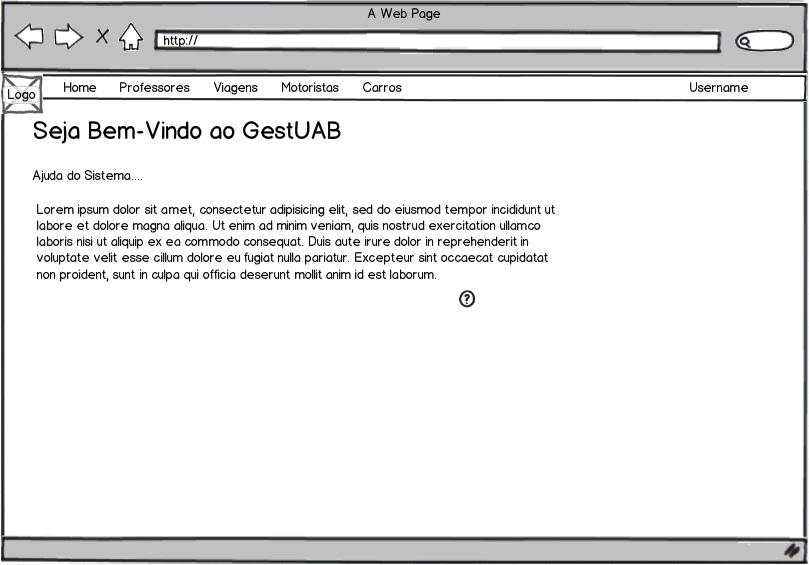 A Web Page
http://
Logo
Home Professores Viagens Motoristas Carros Username
Seja Bem-Vindo ao GestUAB
Ajuda do Sistema....
Lorem ipsum dolor sit amet, consectetur adipisicing elit, sed do eiusmod tempor incididunt ut
labore et dolore magna aliqua. Ut enim ad minim veniam, quis nostrud exercitation ullamco
laboris nisi ut aliquip ex ea commodo consequat. Duis aute irure dolor in reprehenderit in
voluptate velit esse cillum dolore eu fugiat nulla pariatur. Excepteur sint occaecat cupidatat
non proident, sunt in culpa qui officia deserunt mollit anim id est laborum.
?